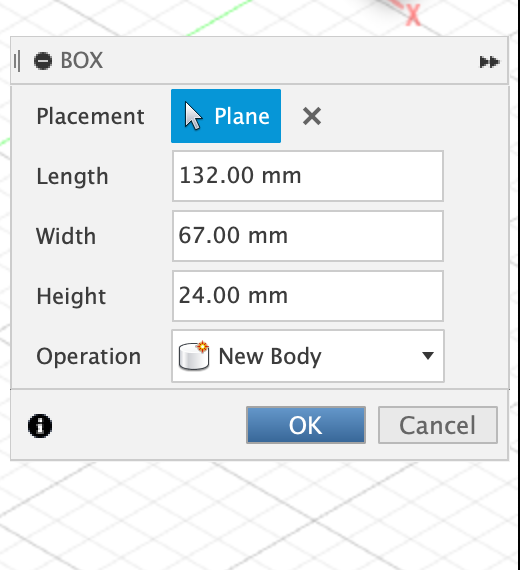 X
BOX
Placement Plane
Length 132.00 mm
Width 67.00 mm
Height 24.00 mm
Operation New Body
OK Cancel